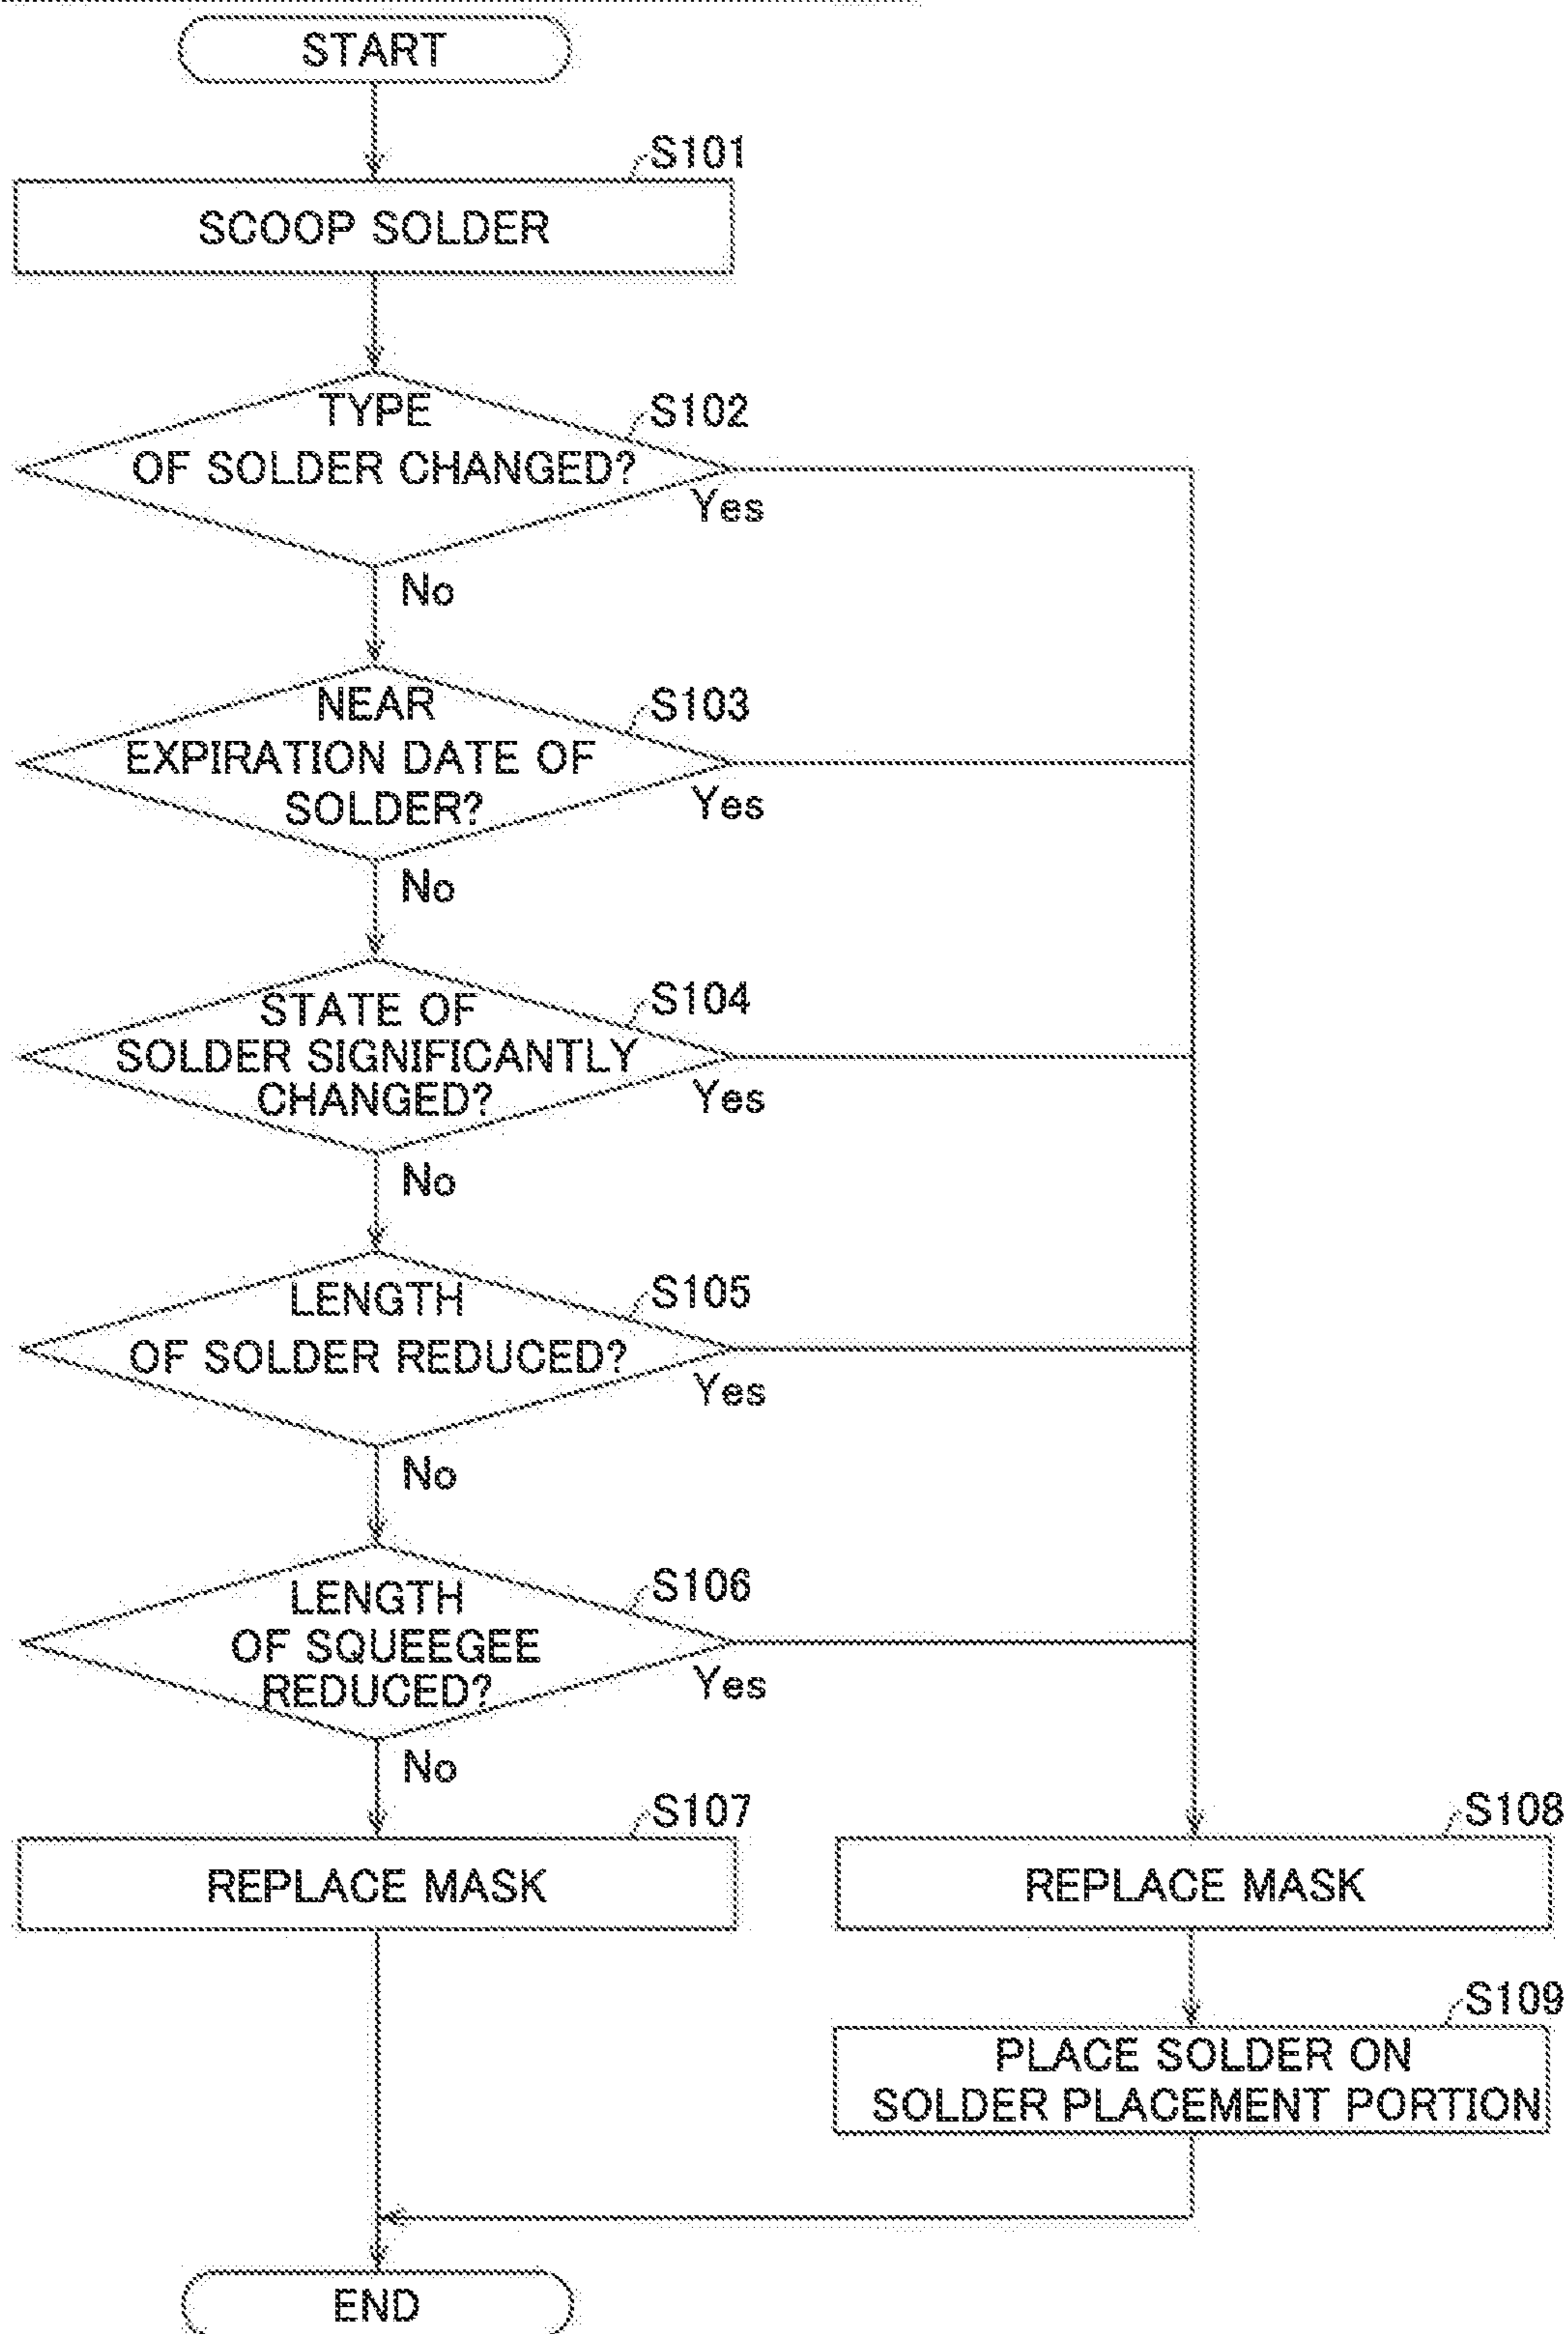 START
S101
SCOOP SOLDER
S102
TYPE
OF SOLDER CHANGED?
Yes
No
S103
NEAR
EXPIRATION DATE OF
SOLDER?
Yes
No
S104
STATE OF
SOLDER SIGNIFICANTLY
CHANGED?
Yes
No
S105
LENGTH
OF SOLDER REDUCED?
Yes
No
S106
LENGTH
OF SQUEEGEE
REDUCED?
Yes
No
S107
REPLACE MASK
S108
REPLACE MASK
S109
PLACE SOLDER ON
SOLDER PLACEMENT PORTION
END